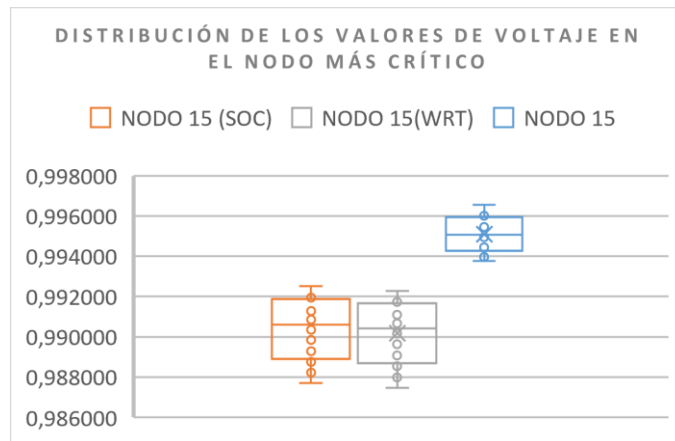 DISTRIBUCIÓN DE LOS VALORES DE VOLTAJE EN
EL NODO MÁS CRÍTICO
NODO 15 (SOC) NODO 15(WRT) NODO 15
0,998000
0,996000
0,994000
0,992000
0,990000
0,988000
0,986000